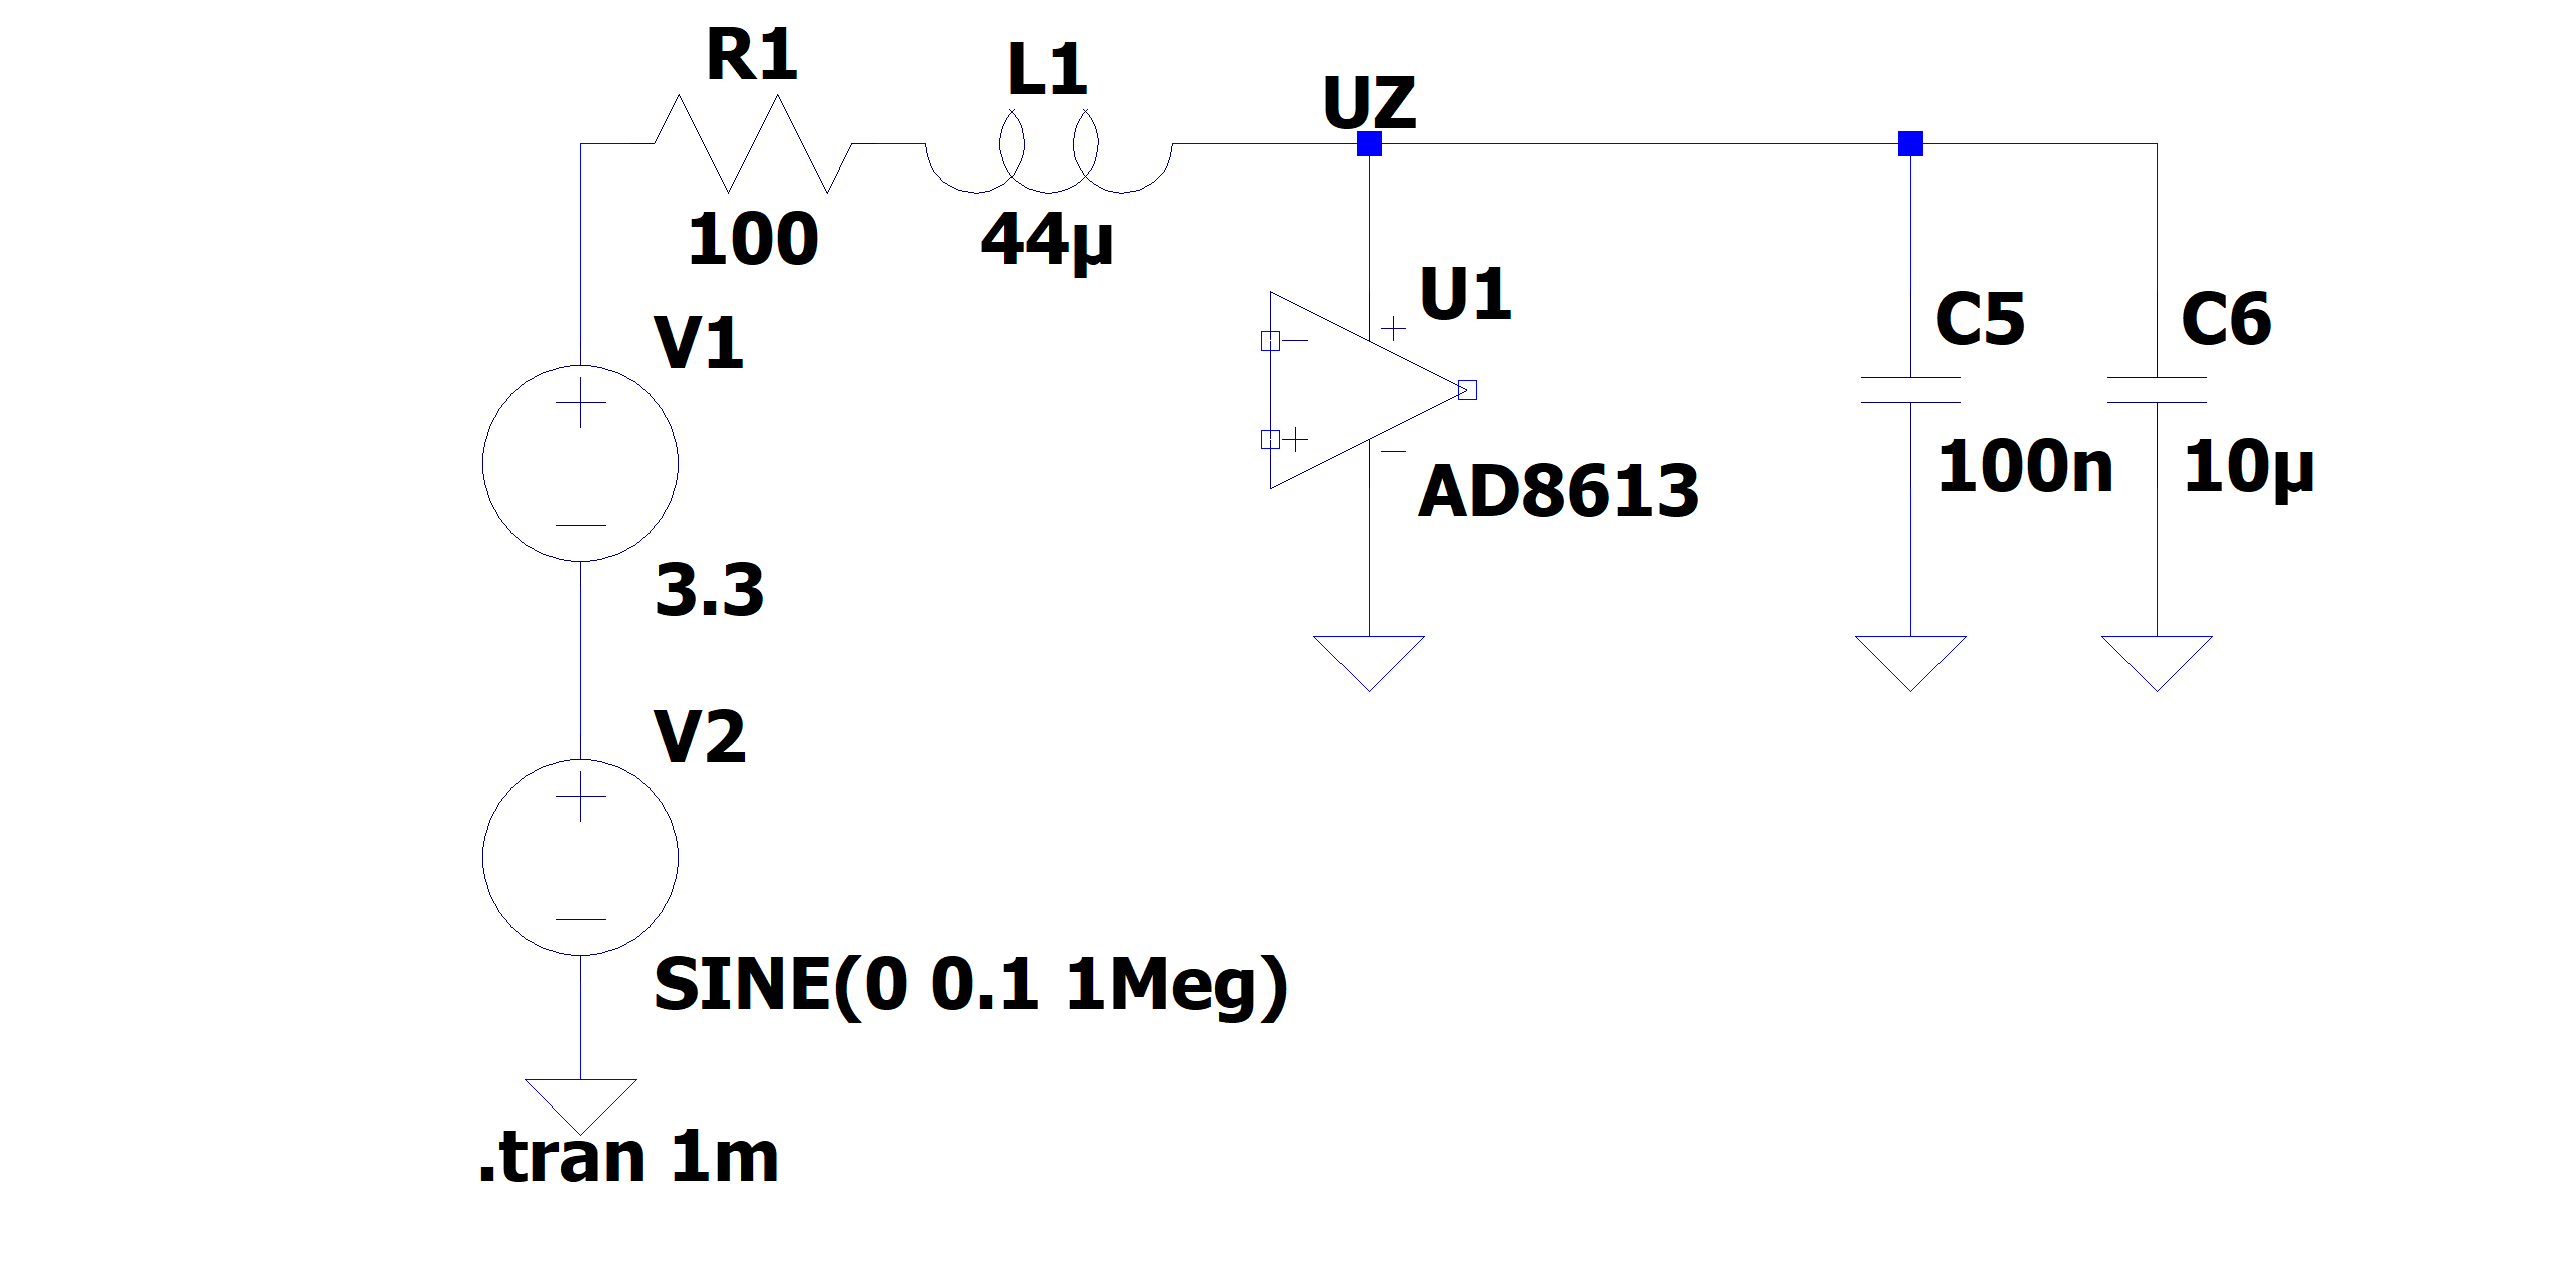 R1
L1
UZ
100
44µ
V1
U1
C5
C6
AD8613
100n
10µ
3.3
V2
SINE(0 0.1 1Meg)
.tran 1m